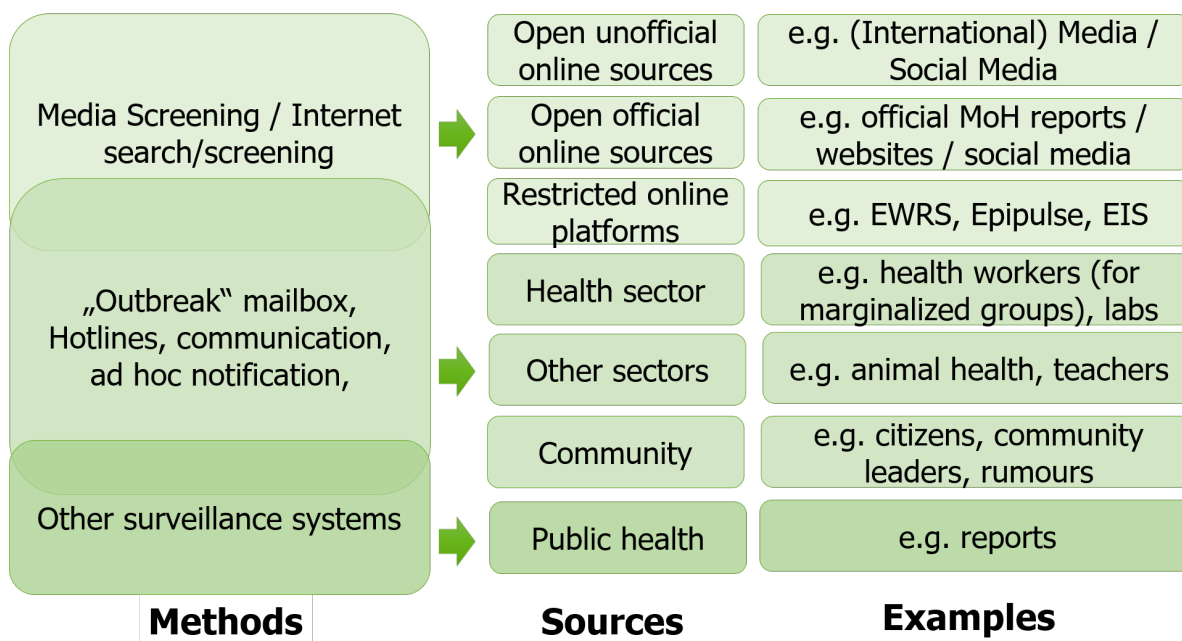 Media Screening / Internet
search/screening
„Outbreak“ mailbox,
Hotlines, communication,
ad hoc notification,
Other surveillance systems
Methods
Open unofficial
online sources
Open official
online sources
Restricted online
platforms
Health sector
Other sectors
Community
Public health
Sources
e.g. (International) Media /
Social Media
e.g. official MoH reports /
websites / social media
e.g. EWRS, Epipulse, EIS
e.g. health workers (for
marginalized groups), labs
e.g. animal health, teachers
e.g. citizens, community
leaders, rumours
e.g. reports
Examples